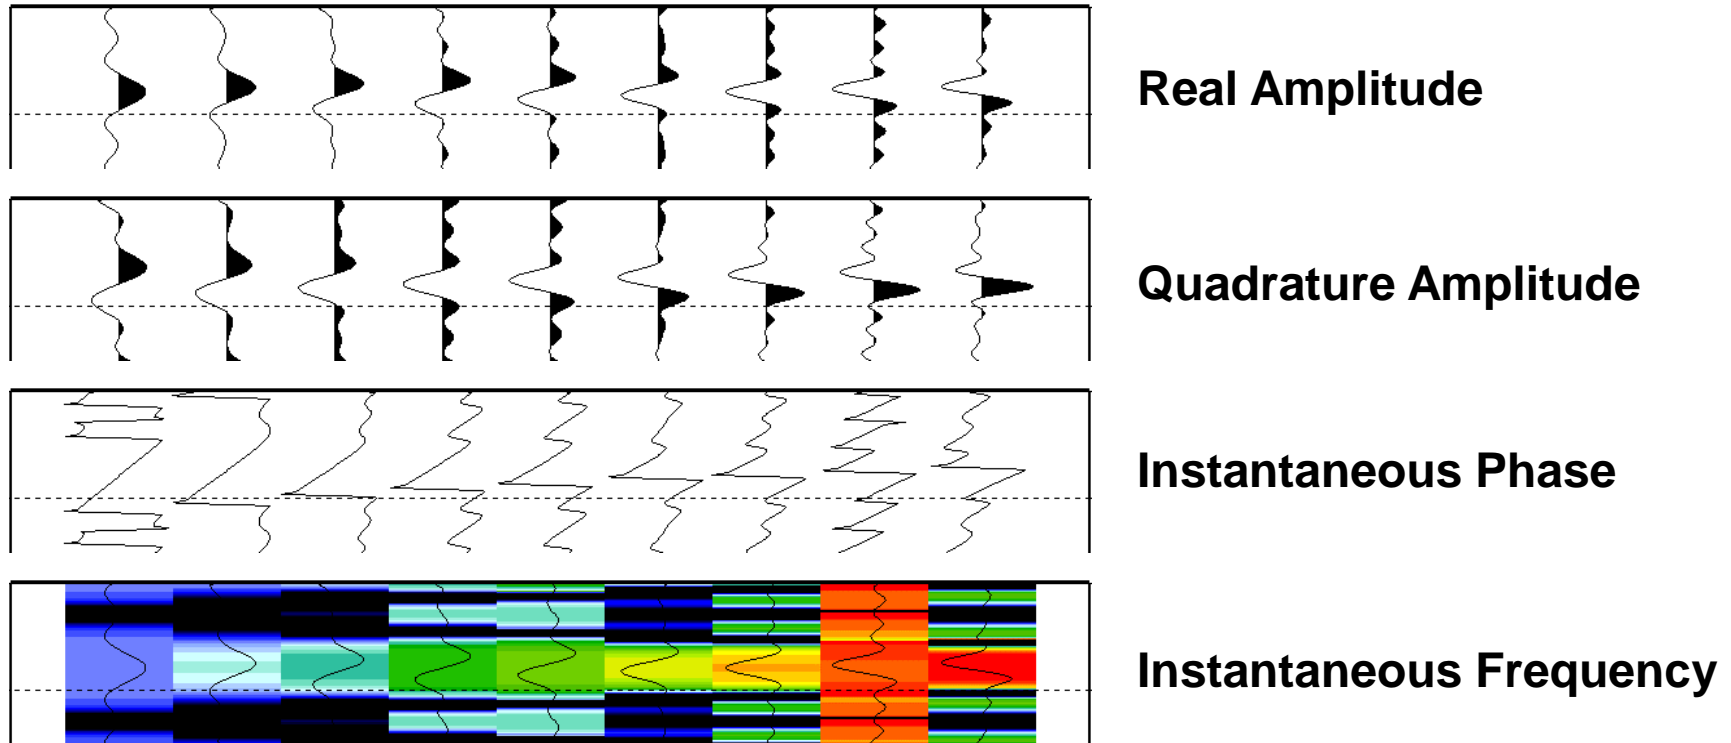 Real Amplitude
Quadrature Amplitude
Instantaneous Phase
Instantaneous Frequency